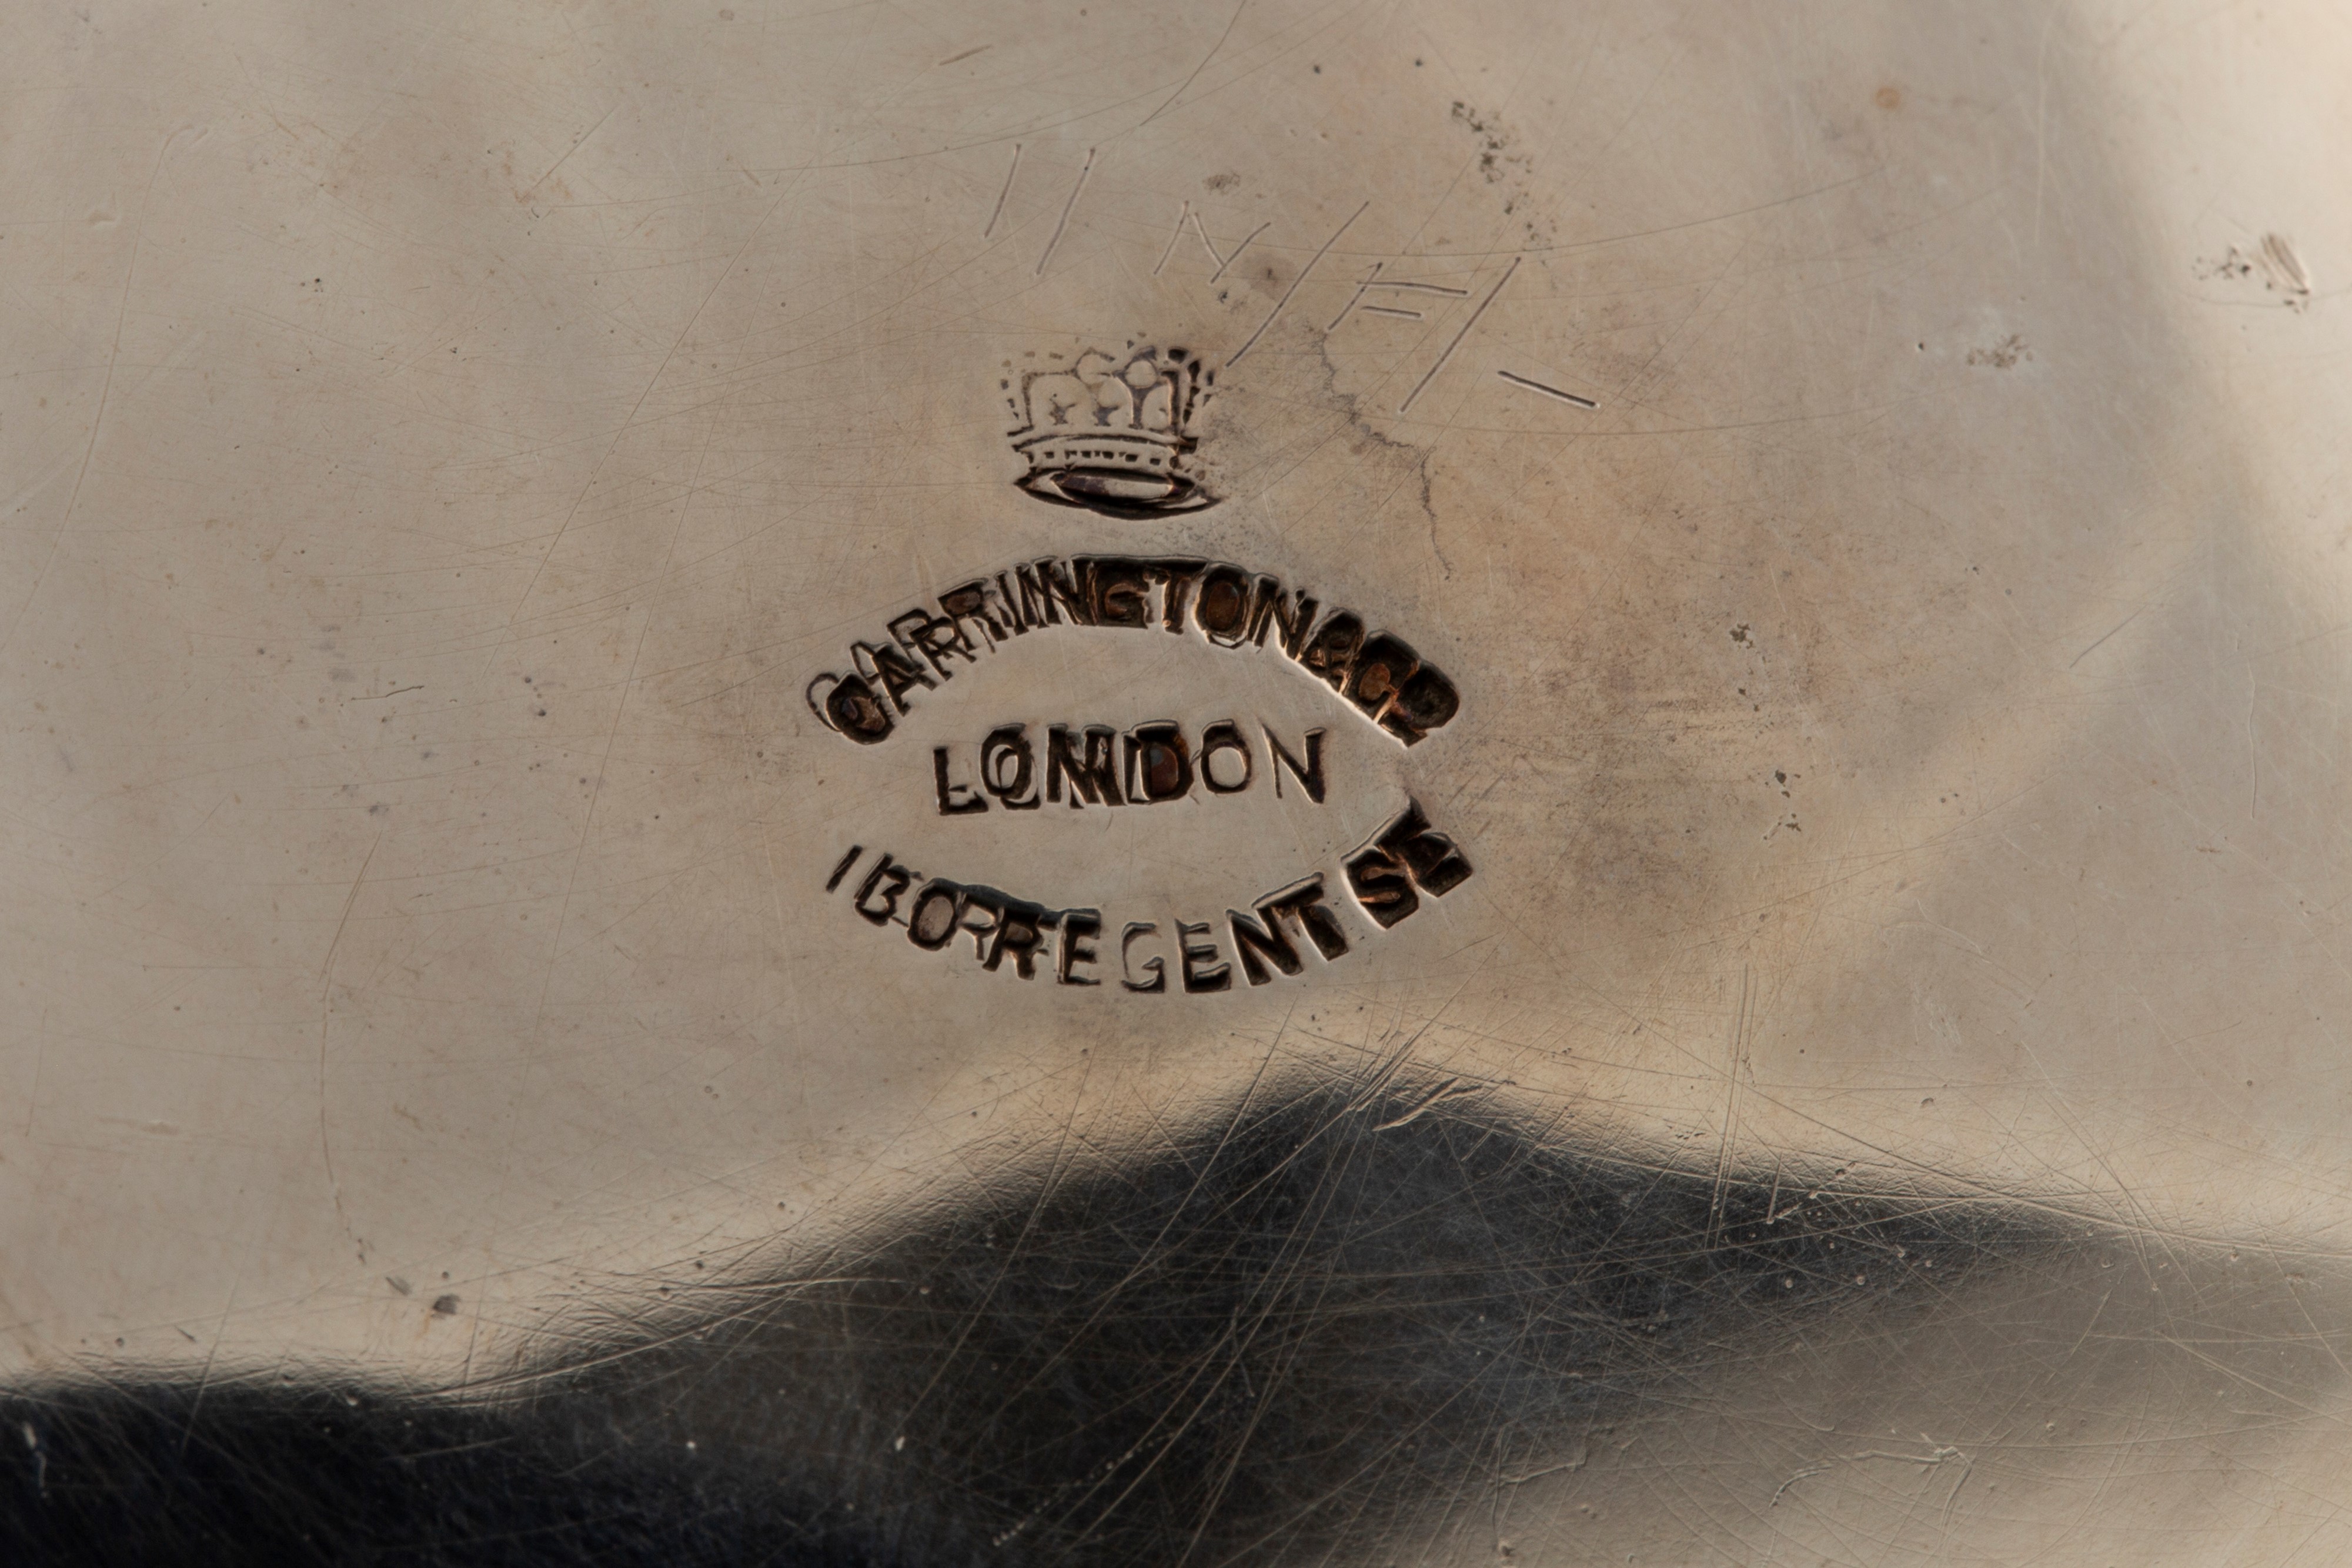 CARRINGTON & Co
LONDON
130 REGENT ST